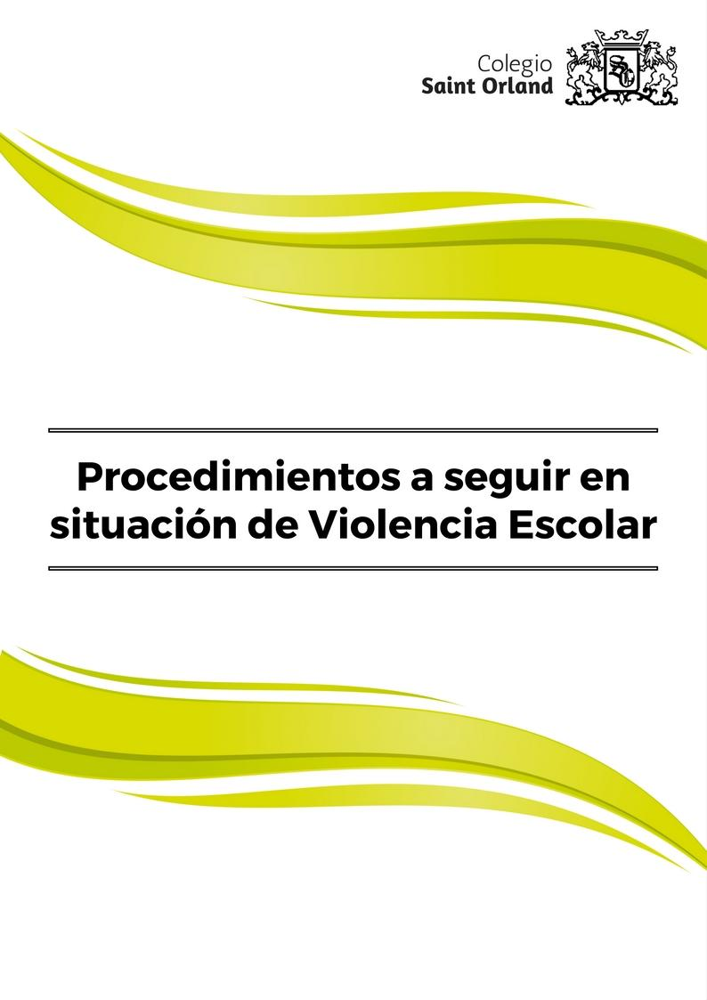 Colegio
Saint Orland
Procedimientos a seguir en
situación de Violencia Escolar